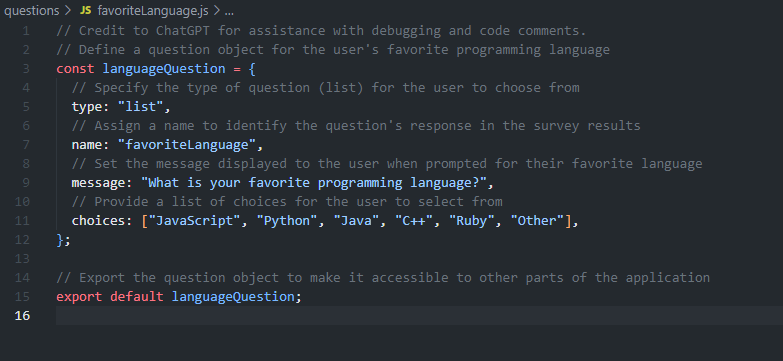 questions > JS favoriteLanguage.js > ...
1 // Credit to ChatGPT for assistance with debugging and code comments.
2 // Define a question object for the user's favorite programming language
3 const languageQuestion = {
4 // Specify the type of question (list) for the user to choose from
5 type: "list",
6 // Assign a name to identify the question's response in the survey results
7 name: "favoriteLanguage",
8 // Set the message displayed to the user when prompted for their favorite language
9 message: "What is your favorite programming language?",
10 // Provide a list of choices for the user to select from
11 choices: ["JavaScript", "Python", "Java", "C++", "Ruby", "Other"],
12 };
13
14 // Export the question object to make it accessible to other parts of the application
15 export default languageQuestion;
16